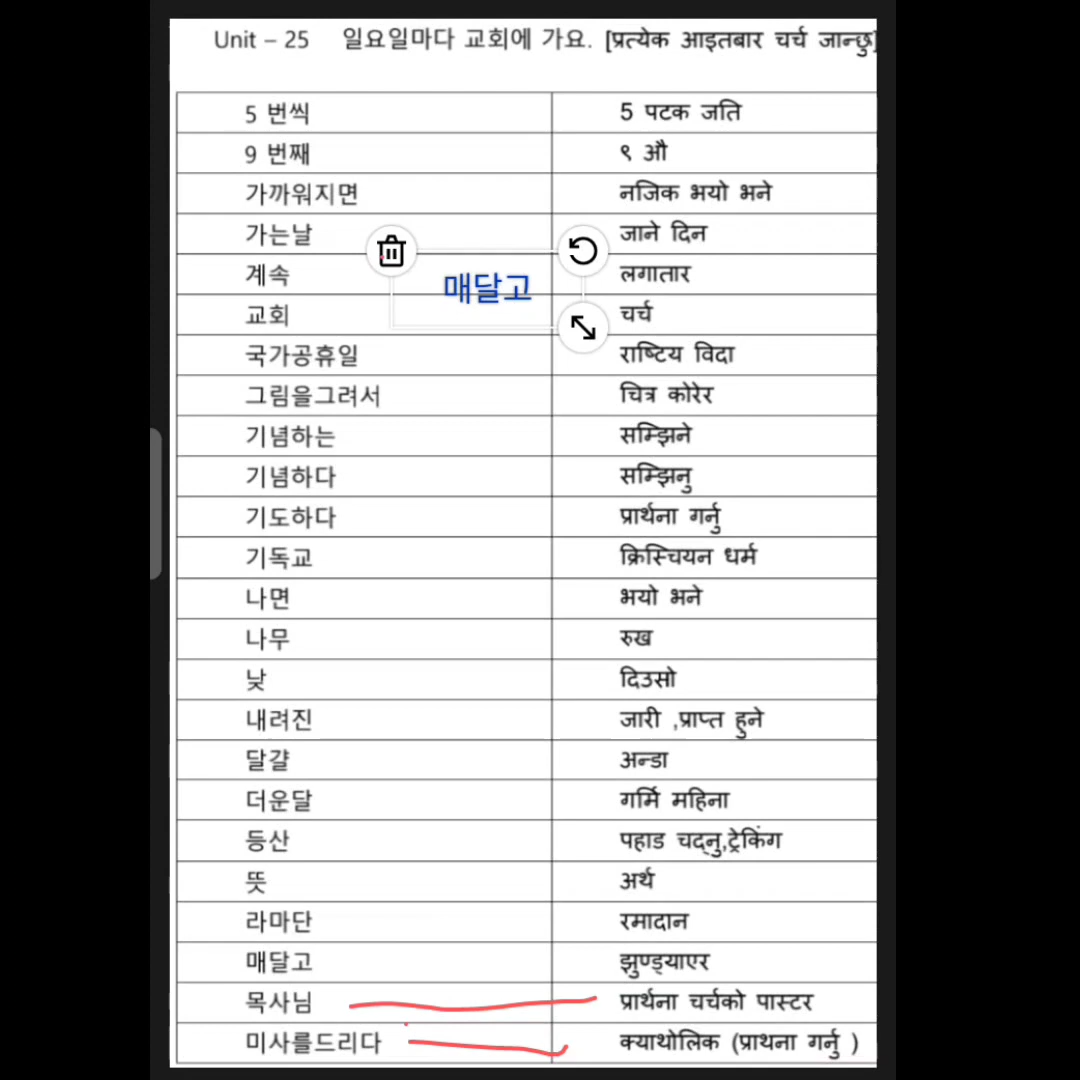 Unit – 25 일요일마다 교회에 가요. [प्रत्येक आइतबार चर्च जान्छु]
5 번씩 5 पटक जति
9 번째 ९ औ
가까워지면 नजिक भयो भने
가는날 जाने दिन
계속 लगातार
매달고
교회 चर्च
국가공휴일 राष्टिय विदा
그림을그려서 चित्र कोरेर
기념하는 सम्झिने
기념하다 सम्झिनु
기도하다 प्रार्थना गर्नु
기독교 क्रिस्चियन धर्म
나면 भयो भने
나무 रुख
낮 दिउसो
내려진 जारी ,प्राप्त हुने
달걀 अन्डा
더운달 गर्मि महिना
등산 पहाड चद्नु,ट्रेकिंग
뜻 अर्थ
라마단 रमादान
매달고 झुण्ड्याएर
목사님 प्रार्थना चर्चको पास्टर
미사를드리다 क्याथोलिक (प्राथना गर्नु )